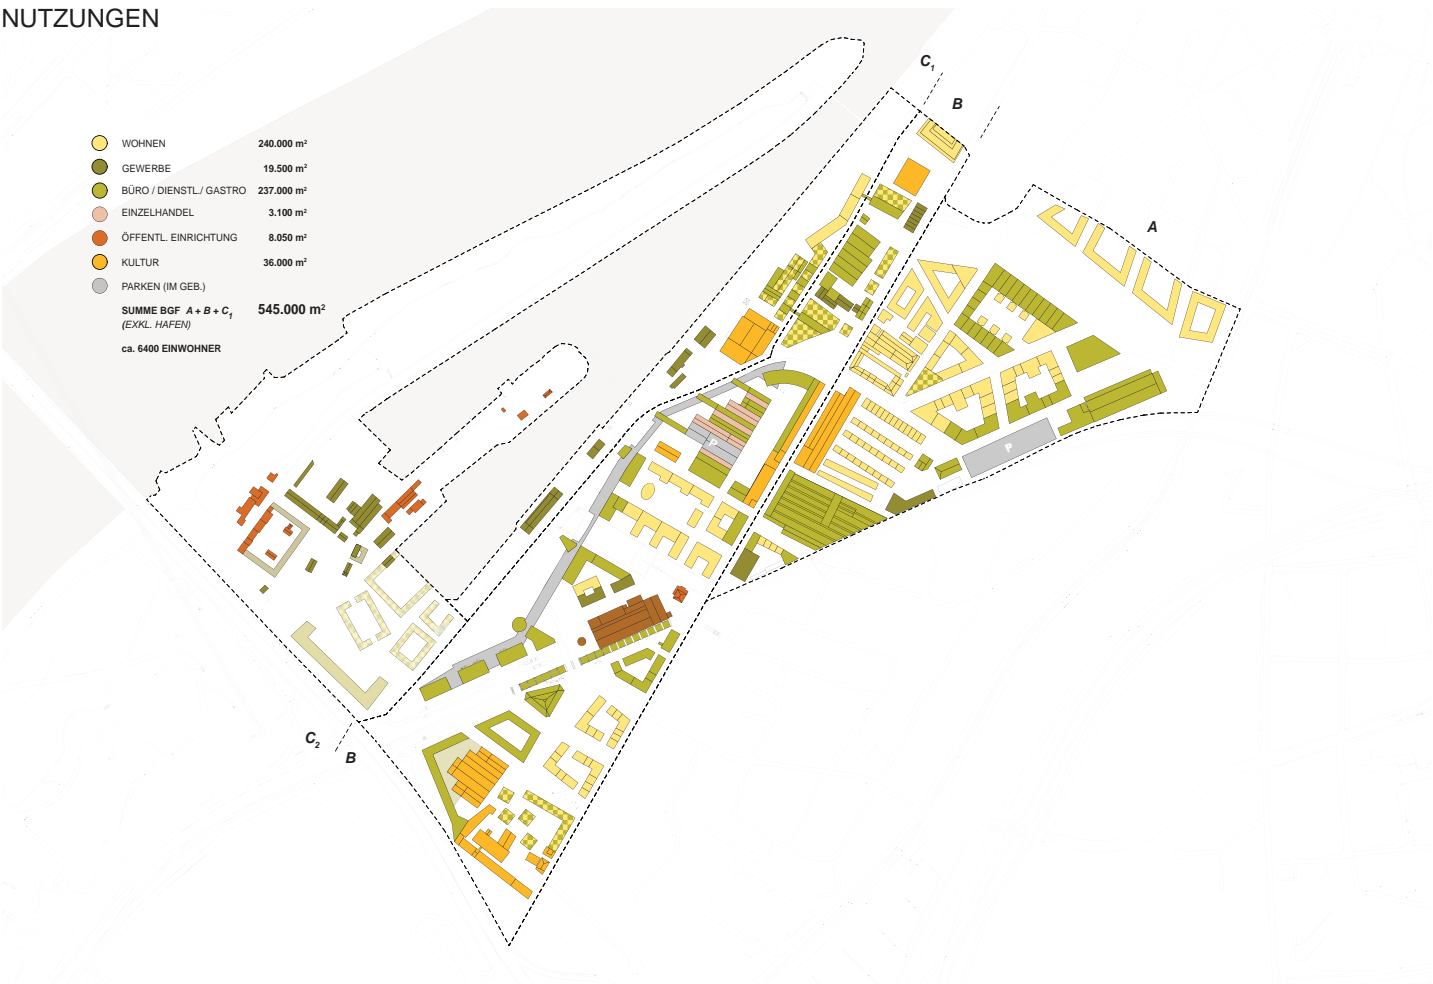 NUTZUNGEN
C1
B
A
WOHNEN 240.000 m²
GEWERBE 19.500 m²
BÜRO / DIENSTL./ GASTRO 237.000 m²
EINZELHANDEL 3.100 m²
ÖFFENTL. EINRICHTUNG 8.050 m²
KULTUR 36.000 m²
PARKEN (IM GEB.)
SUMME BGF A + B + C1 545.000 m²
(EXKL. HAFEN)
ca. 6400 EINWOHNER
P
P
C2
B